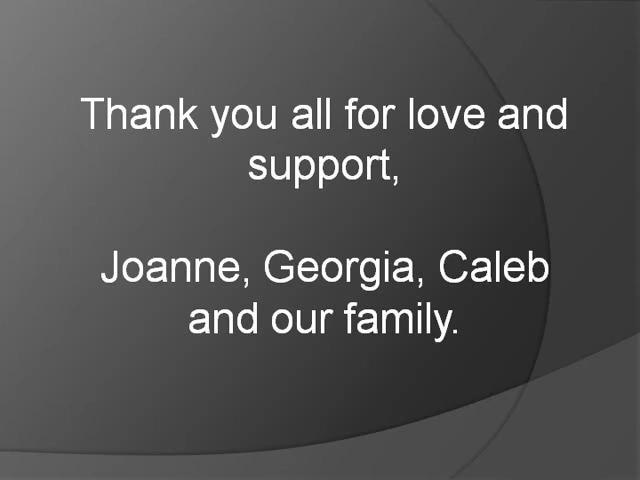 Thank you all for love and
support,
Joanne, Georgia, Caleb
and our family.